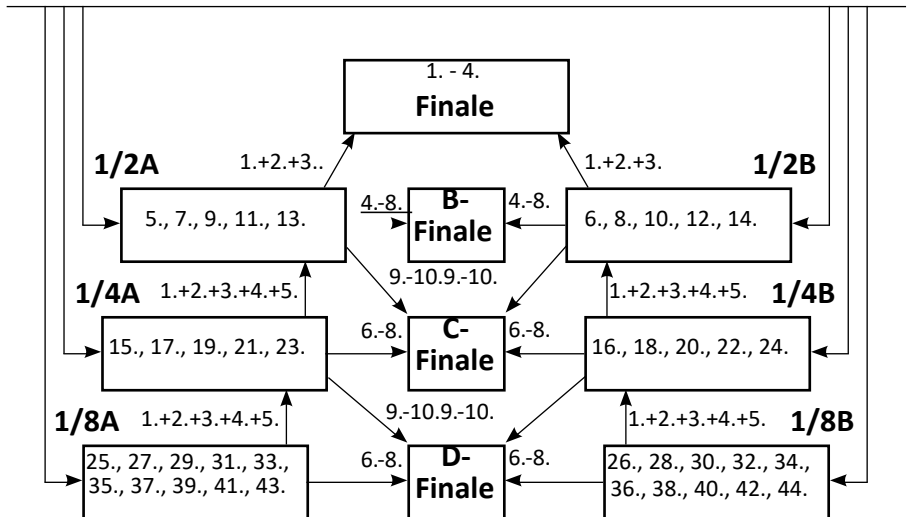 1. - 4.
Finale
1/2A
1.+2.+3..
1.+2.+3.
1/2B
5., 7., 9., 11., 13.
4.-8.
B-
Finale
4.-8.
6., 8., 10., 12., 14.
9.-10.9.-10.
1/4A
1.+2.+3.+4.+5.
1.+2.+3.+4.+5.
1/4B
15., 17., 19., 21., 23.
6.-8.
C-
Finale
6.-8.
16., 18., 20., 22., 24.
9.-10.9.-10.
1/8A
1.+2.+3.+4.+5.
1.+2.+3.+4.+5.
1/8B
25., 27., 29., 31., 33.,
35., 37., 39., 41., 43.
6.-8.
D-
Finale
6.-8.
26., 28., 30., 32., 34.,
36., 38., 40., 42., 44.